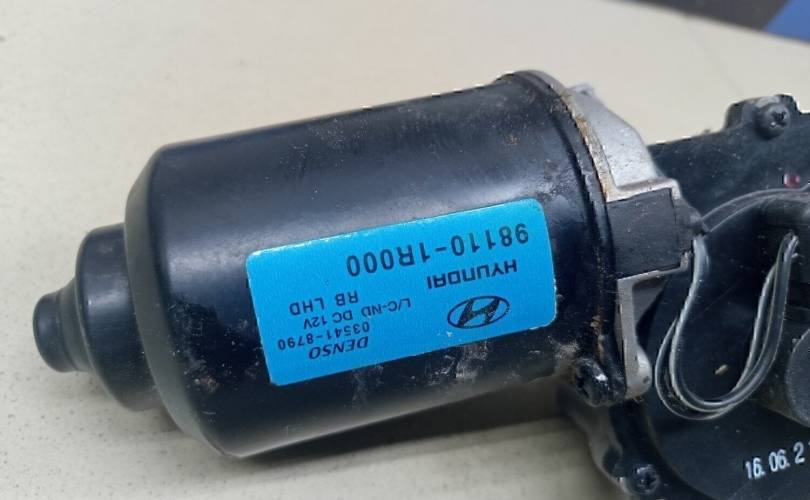 DENSO
03541-8790
L/C-ND DC 12V
RB LHD
HYUNDAI
98110-1R000
16.06.2